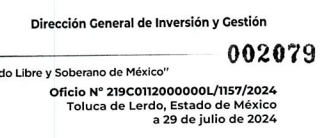 Dirección General de Inversión y Gestión
002079
do Libre y Soberano de México"
Oficio Nº 219C0112000000L/1157/2024
Toluca de Lerdo, Estado de México
a 29 de julio de 2024